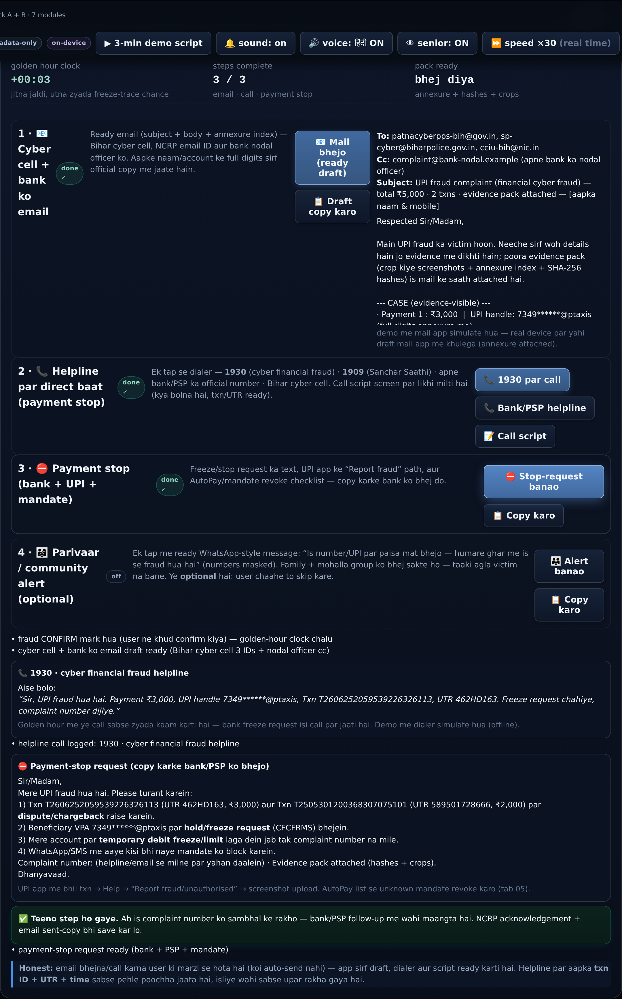 ck A + B · 7 modules
adata-only
on-device
▶ 3-min demo script
🔔 sound: on
🔊 voice: हिंदी ON
👁 senior: ON
⏩ speed ×30 (real time)
golden hour clock
+00:03
jitna jaldi, utna zyada freeze-trace chance
steps complete
3 / 3
email · call · payment stop
pack ready
bhej diya
annexure + hashes + crops
1 · 📧
Cyber
cell +
bank
ko
email
done
✓
Ready email (subject + body + annexure index) —
Bihar cyber cell, NCRP email ID aur bank nodal
officer ko. Aapke naam/account ke full digits sirf
official copy me jaate hain.
📧 Mail
bhejo
(ready
draft)
📋 Draft
copy karo
To: patnacyberpps-bih@gov.in, sp-
cyber@biharpolice.gov.in, cciu-bih@nic.in
Cc: complaint@bank-nodal.example (apne bank ka nodal
officer)
Subject: UPI fraud complaint (financial cyber fraud) —
total ₹5,000 · 2 txns · evidence pack attached — [aapka
naam & mobile]
Respected Sir/Madam,
Main UPI fraud ka victim hoon. Neeche sirf woh details
hain jo evidence me dikhti hain; poora evidence pack
(crop kiye screenshots + annexure index + SHA-256
hashes) is mail ke saath attached hai.
--- CASE (evidence-visible) ---
· Payment 1 : ₹3,000 | UPI handle: 7349******@ptaxis
(full digits annexure me)
demo me mail app simulate hua — real device par yahi
draft mail app me khulega (annexure attached).
2 · 📞 Helpline
par direct baat
(payment stop)
done
✓
Ek tap se dialer — 1930 (cyber financial fraud) · 1909 (Sanchar Saathi) · apne
bank/PSP ka official number · Bihar cyber cell. Call script screen par likhi milti hai
(kya bolna hai, txn/UTR ready).
📞 1930 par call
📞 Bank/PSP helpline
📝 Call script
3 · ⛔ Payment stop
(bank + UPI +
mandate)
done
✓
Freeze/stop request ka text, UPI app ke “Report fraud” path, aur
AutoPay/mandate revoke checklist — copy karke bank ko bhej do.
⛔ Stop-request
banao
📋 Copy karo
4 · 👨‍👩‍👧 Parivaar
/ community
alert
(optional)
off
Ek tap me ready WhatsApp-style message: “Is number/UPI par paisa mat bhejo — humare ghar me is
se fraud hua hai” (numbers masked). Family + mohalla group ko bhej sakte ho — taaki agla victim
na bane. Ye optional hai: user chaahe to skip kare.
👨‍👩‍👧 Alert
banao
📋 Copy
karo
• fraud CONFIRM mark hua (user ne khud confirm kiya) — golden-hour clock chalu
• cyber cell + bank ko email draft ready (Bihar cyber cell 3 IDs + nodal officer cc)
📞 1930 · cyber financial fraud helpline
Aise bolo:
“Sir, UPI fraud hua hai. Payment ₹3,000, UPI handle 7349******@ptaxis, Txn T2606252059539226326113, UTR 462HD163. Freeze request chahiye,
complaint number dijiye.”
Golden hour me ye call sabse zyada kaam karti hai — bank freeze request isi call par jaati hai. Demo me dialer simulate hua (offline).
• helpline call logged: 1930 · cyber financial fraud helpline
⛔ Payment-stop request (copy karke bank/PSP ko bhejo)
Sir/Madam,
Mere UPI fraud hua hai. Please turant karein:
1) Txn T2606252059539226326113 (UTR 462HD163, ₹3,000) aur Txn T2505301200368307075101 (UTR 589501728666, ₹2,000) par
dispute/chargeback raise karein.
2) Beneficiary VPA 7349******@ptaxis par hold/freeze request (CFCFRMS) bhejein.
3) Mere account par temporary debit freeze/limit laga dein jab tak complaint number na mile.
4) WhatsApp/SMS me aaye kisi bhi naye mandate ko block karein.
Complaint number: (helpline/email se milne par yahan daalein) · Evidence pack attached (hashes + crops).
Dhanyavaad.
UPI app me bhi: txn → Help → “Report fraud/unauthorised” → screenshot upload. AutoPay list se unknown mandate revoke karo (tab 05).
✅ Teeno step ho gaye. Ab is complaint number ko sambhal ke rakho — bank/PSP follow-up me wahi maangta hai. NCRP acknowledgement +
email sent-copy bhi save kar lo.
• payment-stop request ready (bank + PSP + mandate)
Honest: email bhejna/call karna user ki marzi se hota hai (koi auto-send nahi) — app sirf draft, dialer aur script ready karti hai. Helpline par aapka txn
ID + UTR + time sabse pehle poochha jaata hai, isliye wahi sabse upar rakha gaya hai.